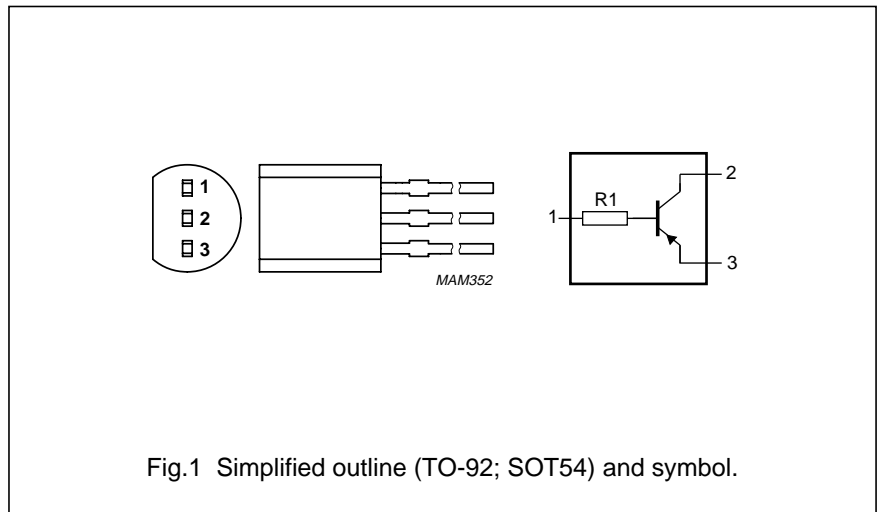 1
2
3
MAM352
R1
1
2
3
Fig.1 Simplified outline (TO-92; SOT54) and symbol.